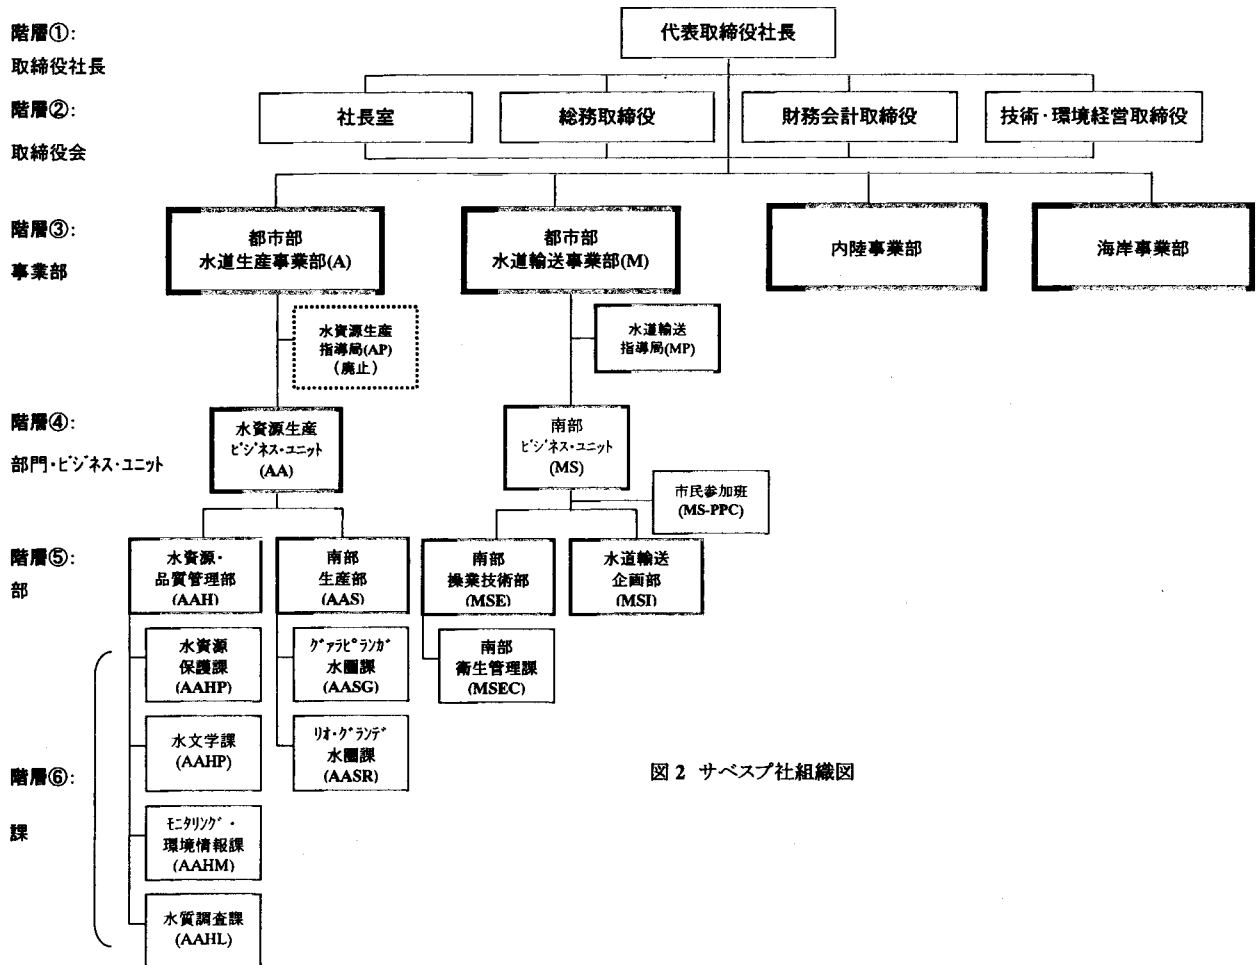 階層①:
取締役社長
代表取締役社長
階層②:
取締役会
社長室
総務取締役
財務会計取締役
技術・環境経営取締役
階層③:
事業部
都市部
水道生産事業部(A)
都市部
水道輸送事業部(M)
内陸事業部
海岸事業部
水資源生産
指導局(AP)
(廃止)
水道輸送
指導局(MP)
階層④:
部門・ビジネス・ユニット
水資源生産
ビジネス・ユニット
(AA)
南部
ビジネス・ユニット
(MS)
市民参加班
(MS-PPC)
階層⑤:
部
水資源・
品質管理部
(AAH)
南部
生産部
(AAS)
南部
操業技術部
(MSE)
水道輸送
企画部
(MSI)
階層⑥:
課
水資源
保護課
(AAHP)
グァラピランガ
水圏課
(AASG)
南部
衛生管理課
(MSEC)
水文学課
(AAHP)
リオ・グランデ
水圏課
(AASR)
モニタリング・
環境情報課
(AAHM)
水質調査課
(AAHL)
図 2 サベスプ社組織図